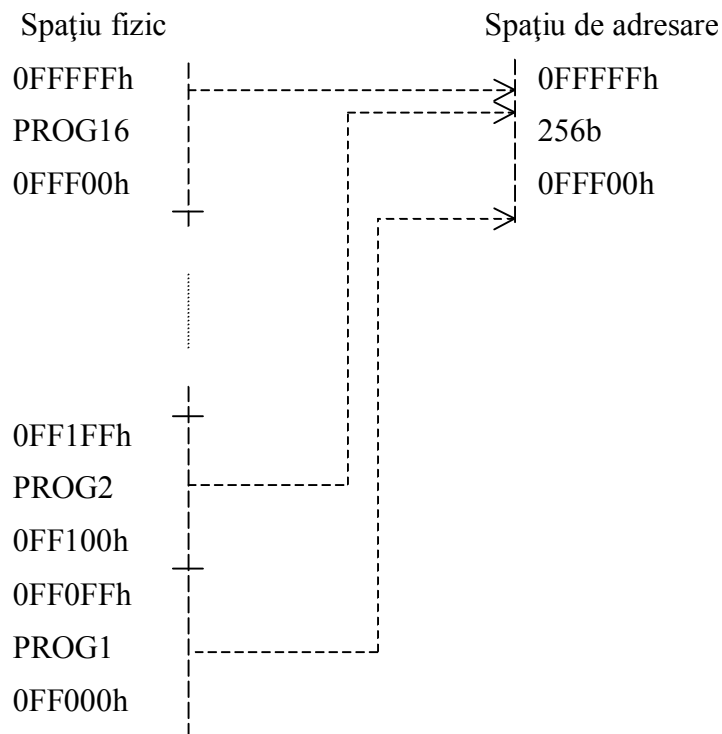 Spaţiu fizic
Spaţiu de adresare
0FFFFFh
0FFFFFh
PROG16
256b
0FFF00h
0FFF00h
0FF1FFh
PROG2
0FF100h
0FF0FFh
PROG1
0FF000h